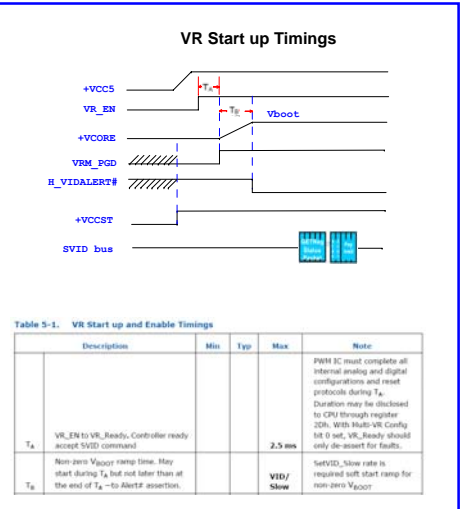 VR Start up Timings
+VCC5
TA
VR_EN
TB
Vboot
+VCORE
VRM_PGD
H_VIDALERT#
+VCCST
SVID bus
GETReg
Status
Packet
Table 5-1. VR Start up and Enable Timings
Description Min Typ Max Note
TA
VR_EN to VR_Ready. Controller ready
accept SVID command
2.5 ms
PWM IC must complete all
internal analog and digital
configurations and reset
protocols during TA.
Duration may be disclosed
to CPU through register
2Dh. With Multi-VR Config
bit 0 set, VR_Ready should
only de-assert for faults.
TB
Non-zero VBOOT ramp time. May
start during TA but not later than at
the end of TA —to Alert# assertion.
VID/
Slow
SetVID_Slow rate is
required soft start ramp for
non-zero VBOOT